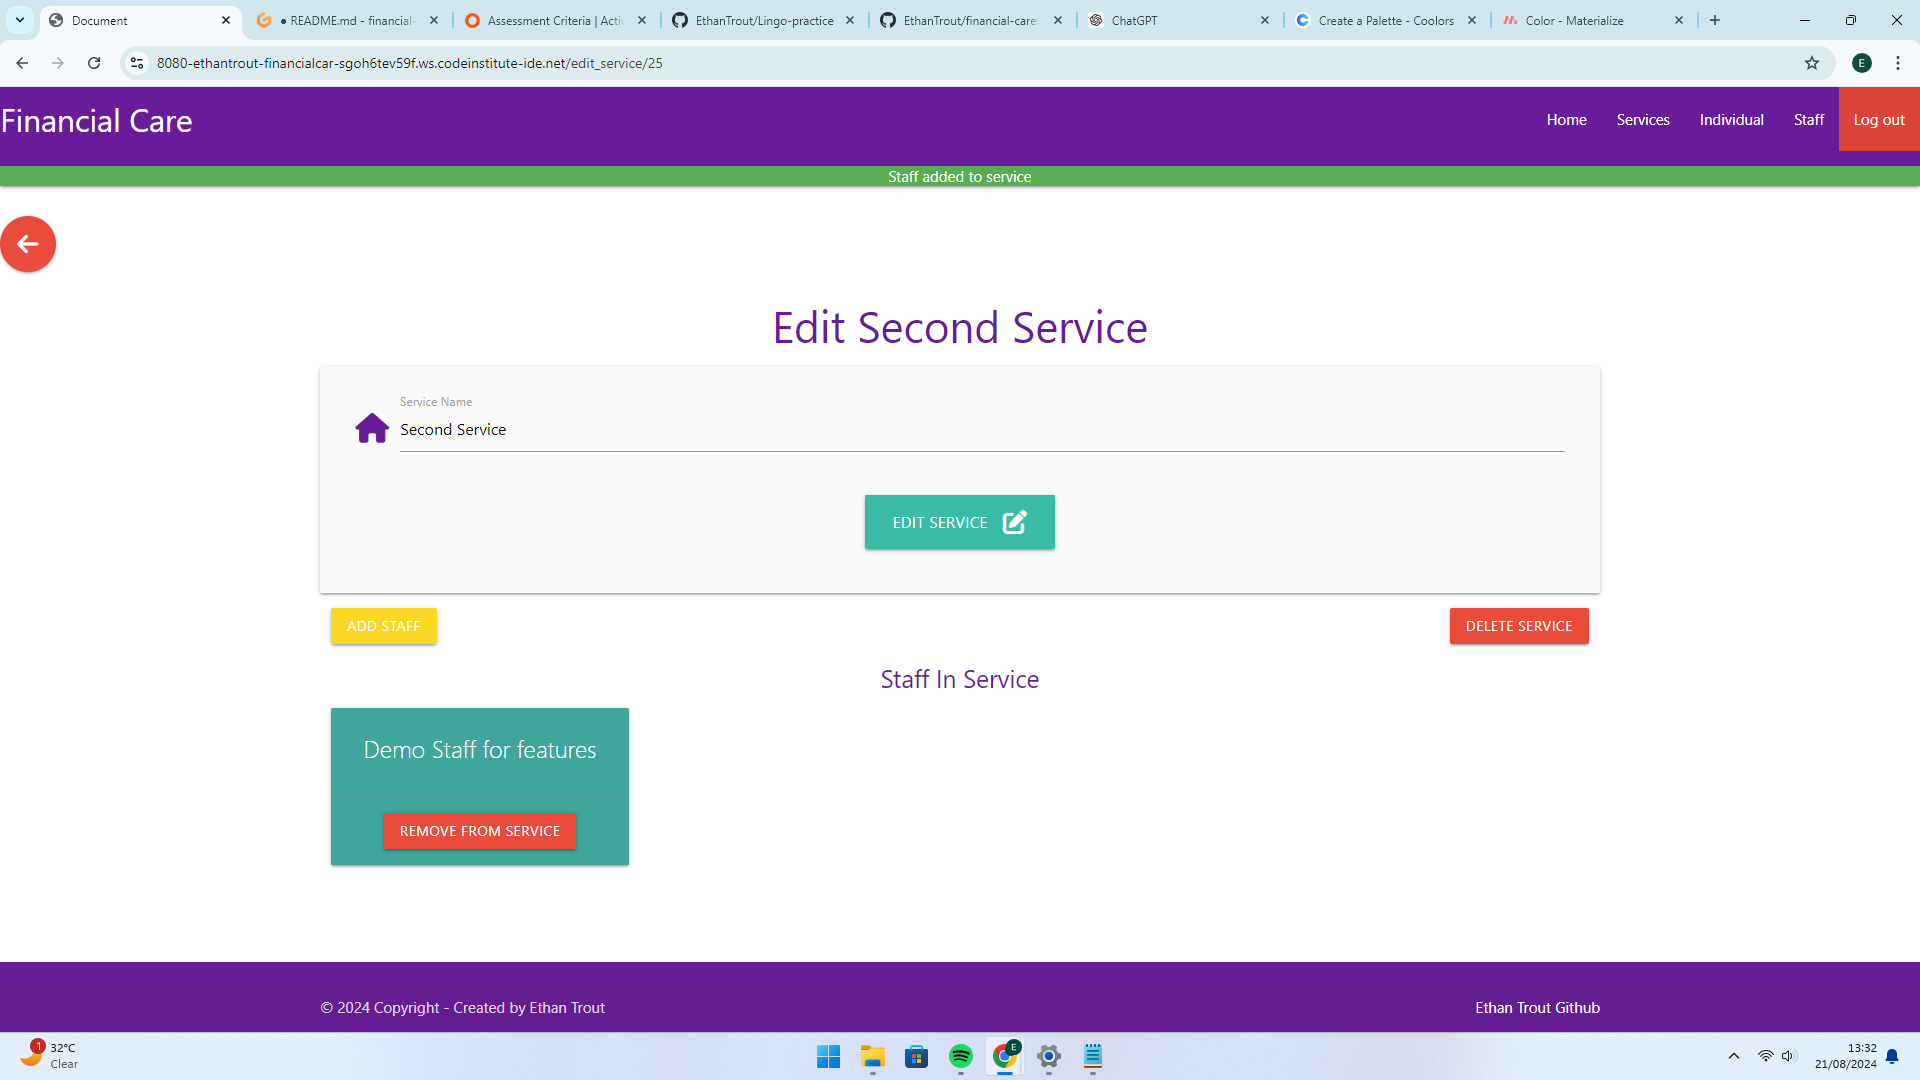 Document
README.md - financial-
Assessment Criteria | Activ
EthanTrout/Lingo-practice
EthanTrout/financial-care
ChatGPT
Create a Palette - Coolors
Color - Materialize
8080-ethantrout-financialcar-sgoh6tev59f.ws.codeinstitute-ide.net/edit_service/25
E
Financial Care
Home
Services
Individual
Staff
Log out
Staff added to service
Edit Second Service
Service Name
Second Service
EDIT SERVICE
ADD STAFF
DELETE SERVICE
Staff In Service
Demo Staff for features
REMOVE FROM SERVICE
© 2024 Copyright - Created by Ethan Trout
Ethan Trout Github
1
32°C
Clear
E
13:32
21/08/2024